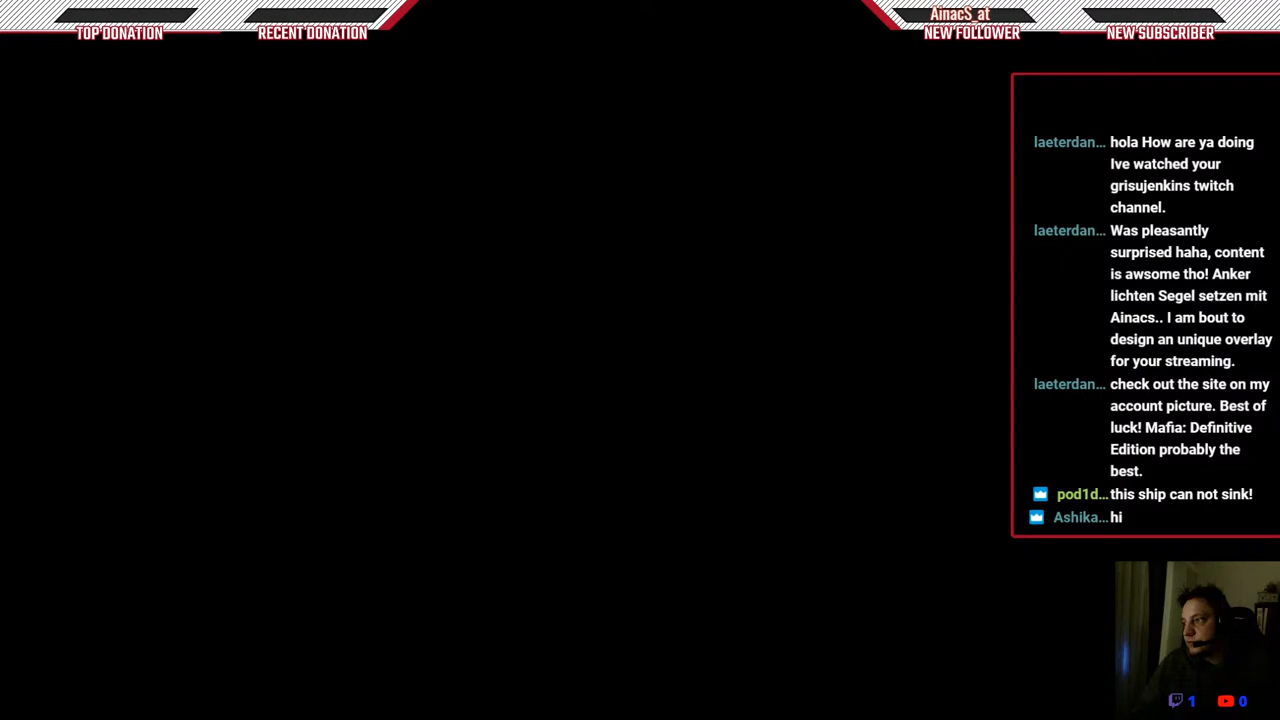 AinacS_at
TOP DONATION
RECENT DONATION
NEW FOLLOWER
NEW SUBSCRIBER
laeterdan... hola How are ya doing
Ive watched your
grisujenkins twitch
channel.
laeterdan... Was pleasantly
surprised haha, content
is awsome tho! Anker
lichten Segel setzen mit
Ainacs.. I am bout to
design an unique overlay
for your streaming.
laeterdan... check out the site on my
account picture. Best of
luck! Mafia: Definitive
Edition probably the
best.
pod1d... this ship can not sink!
Ashika... hi
1 0